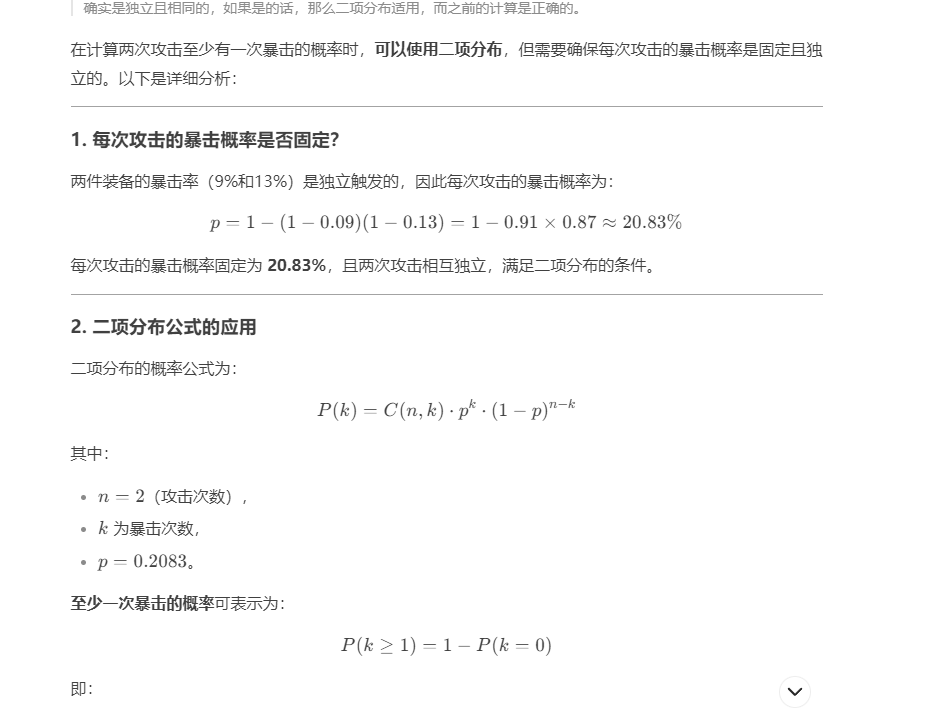 确实是独立且相同的，如果是的话，那么二项分布适用，而之前的计算是正确的。
在计算两次攻击至少有一次暴击的概率时，可以使用二项分布，但需要确保每次攻击的暴击概率是固定且独
立的。以下是详细分析：
1. 每次攻击的暴击概率是否固定？
两件装备的暴击率（9%和13%）是独立触发的，因此每次攻击的暴击概率为：
p = 1 − (1 − 0.09)(1 − 0.13) = 1 − 0.91 × 0.87 ≈ 20.83%
每次攻击的暴击概率固定为 20.83%，且两次攻击相互独立，满足二项分布的条件。
2. 二项分布公式的应用
二项分布的概率公式为：
P(k) = C(n, k) · p^k · (1 − p)^{n−k}
其中：
• n = 2（攻击次数），
• k 为暴击次数，
• p = 0.2083。
至少一次暴击的概率可表示为：
P(k ≥ 1) = 1 − P(k = 0)
即：